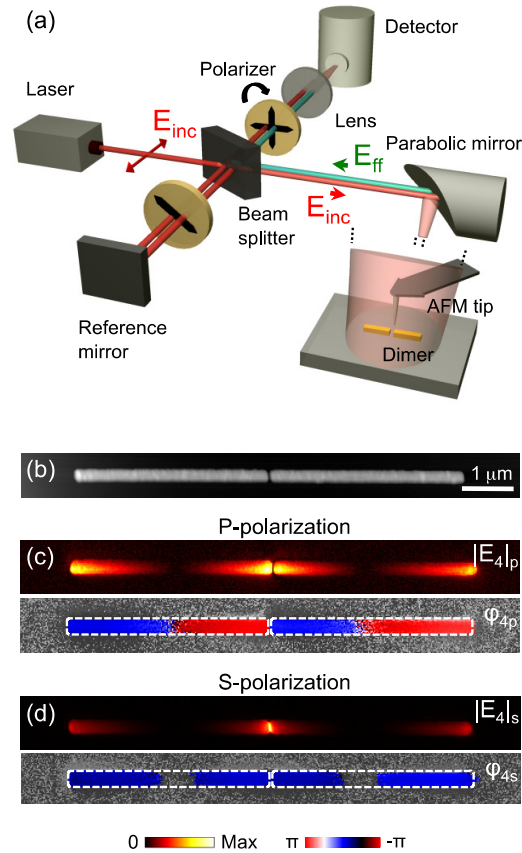 (a)
Detector
Polarizer
Laser
E_inc
Lens
Parabolic mirror
E_ff
E_inc
Beam
splitter
Reference
mirror
AFM tip
Dimer
(b)
1 μm
P-polarization
(c)
|E_4|_p
φ_4p
S-polarization
(d)
|E_4|_s
φ_4s
0 Max π -π